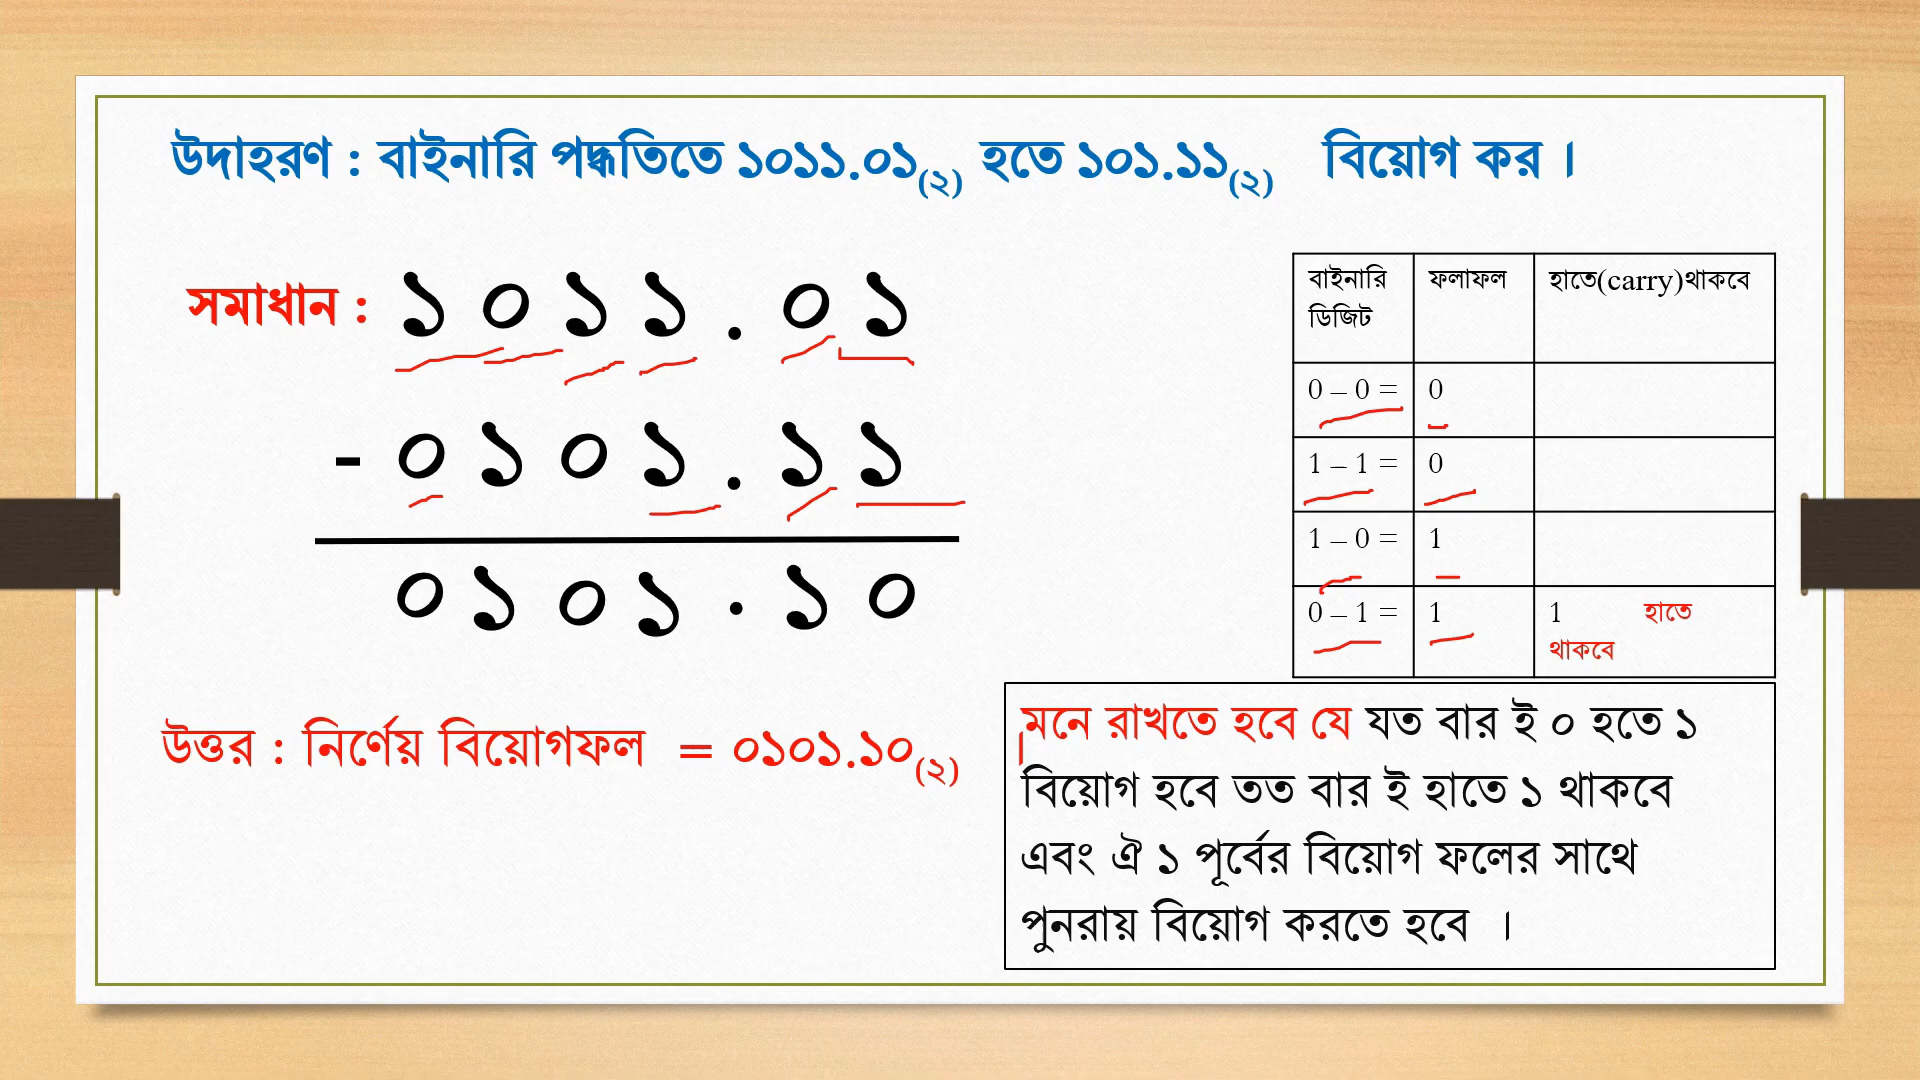 উদাহরণ : বাইনারি পদ্ধতিতে ১০১১.০১(২) হতে ১০১.১১(২) বিয়োগ কর ।
সমাধান : ১ ০ ১ ১ . ০ ১
- ০ ১ ০ ১ . ১ ১
০ ১ ০ ১ . ১ ০
উত্তর : নির্ণেয় বিয়োগফল = ০১০১.১০(২)
বাইনারি ডিজিট ফলাফল হাতে(carry)থাকবে
0 – 0 = 0
1 – 1 = 0
1 – 0 = 1
0 – 1 = 1 1 হাতে
থাকবে
মনে রাখতে হবে যে যত বার ই ০ হতে ১
বিয়োগ হবে তত বার ই হাতে ১ থাকবে
এবং ঐ ১ পূর্বের বিয়োগ ফলের সাথে
পুনরায় বিয়োগ করতে হবে ।